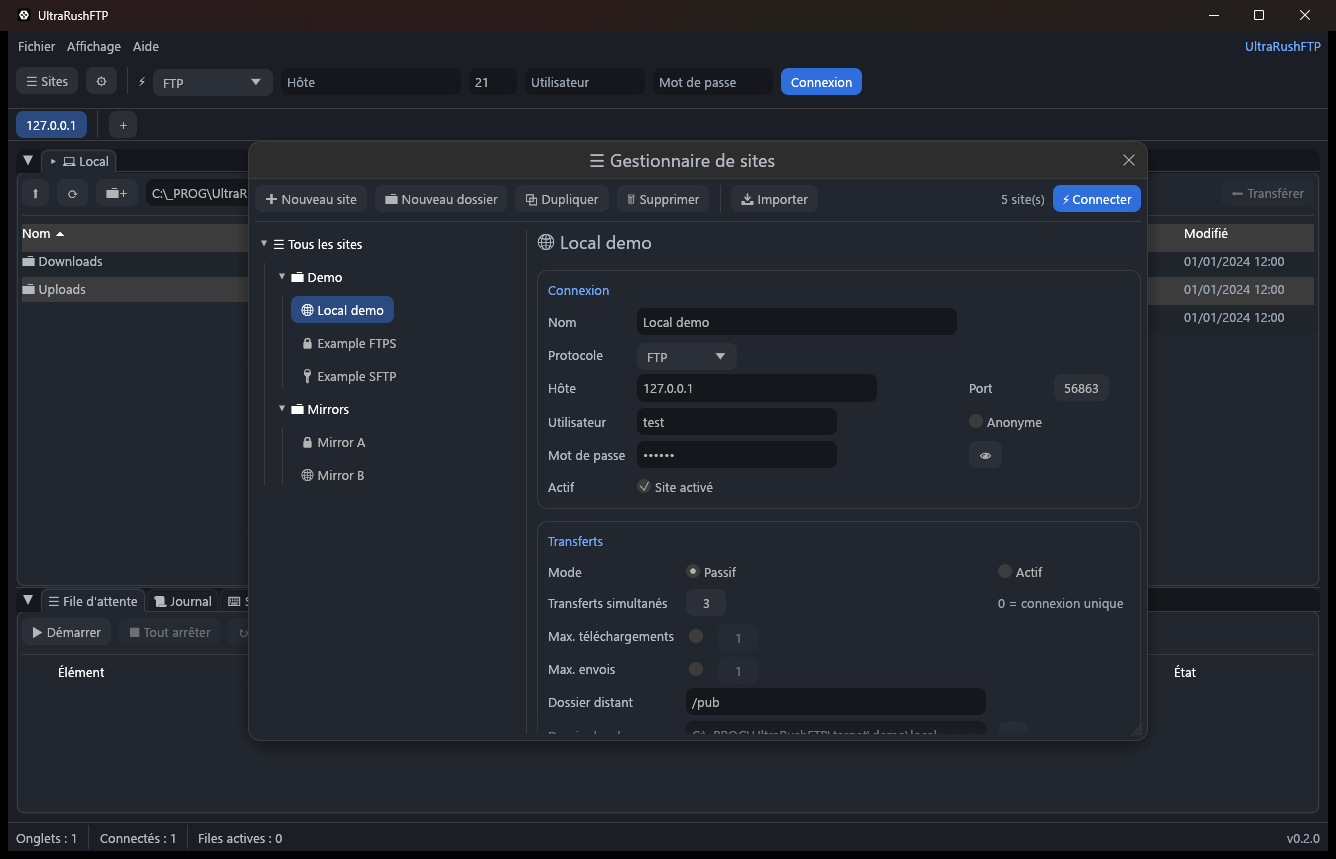 UltraRushFTP
Fichier Affichage Aide UltraRushFTP
Sites FTP Hôte 21 Utilisateur Mot de passe Connexion
127.0.0.1 +
Local
C:\_PROG\UltraR
Transférer
Nom Modifié
Downloads 01/01/2024 12:00
Uploads 01/01/2024 12:00
01/01/2024 12:00
Gestionnaire de sites
Nouveau site Nouveau dossier Dupliquer Supprimer Importer 5 site(s) Connecter
Tous les sites
Demo
Local demo
Example FTPS
Example SFTP
Mirrors
Mirror A
Mirror B
Local demo
Connexion
Nom Local demo
Protocole FTP
Hôte 127.0.0.1 Port 56863
Utilisateur test Anonyme
Mot de passe ••••••
Actif Site activé
Transferts
Mode Passif Actif
Transferts simultanés 3 0 = connexion unique
Max. téléchargements 1
Max. envois 1
Dossier distant /pub
File d'attente Journal
Démarrer Tout arrêter
Élément État
Onglets : 1 Connectés : 1 Files actives : 0 v0.2.0